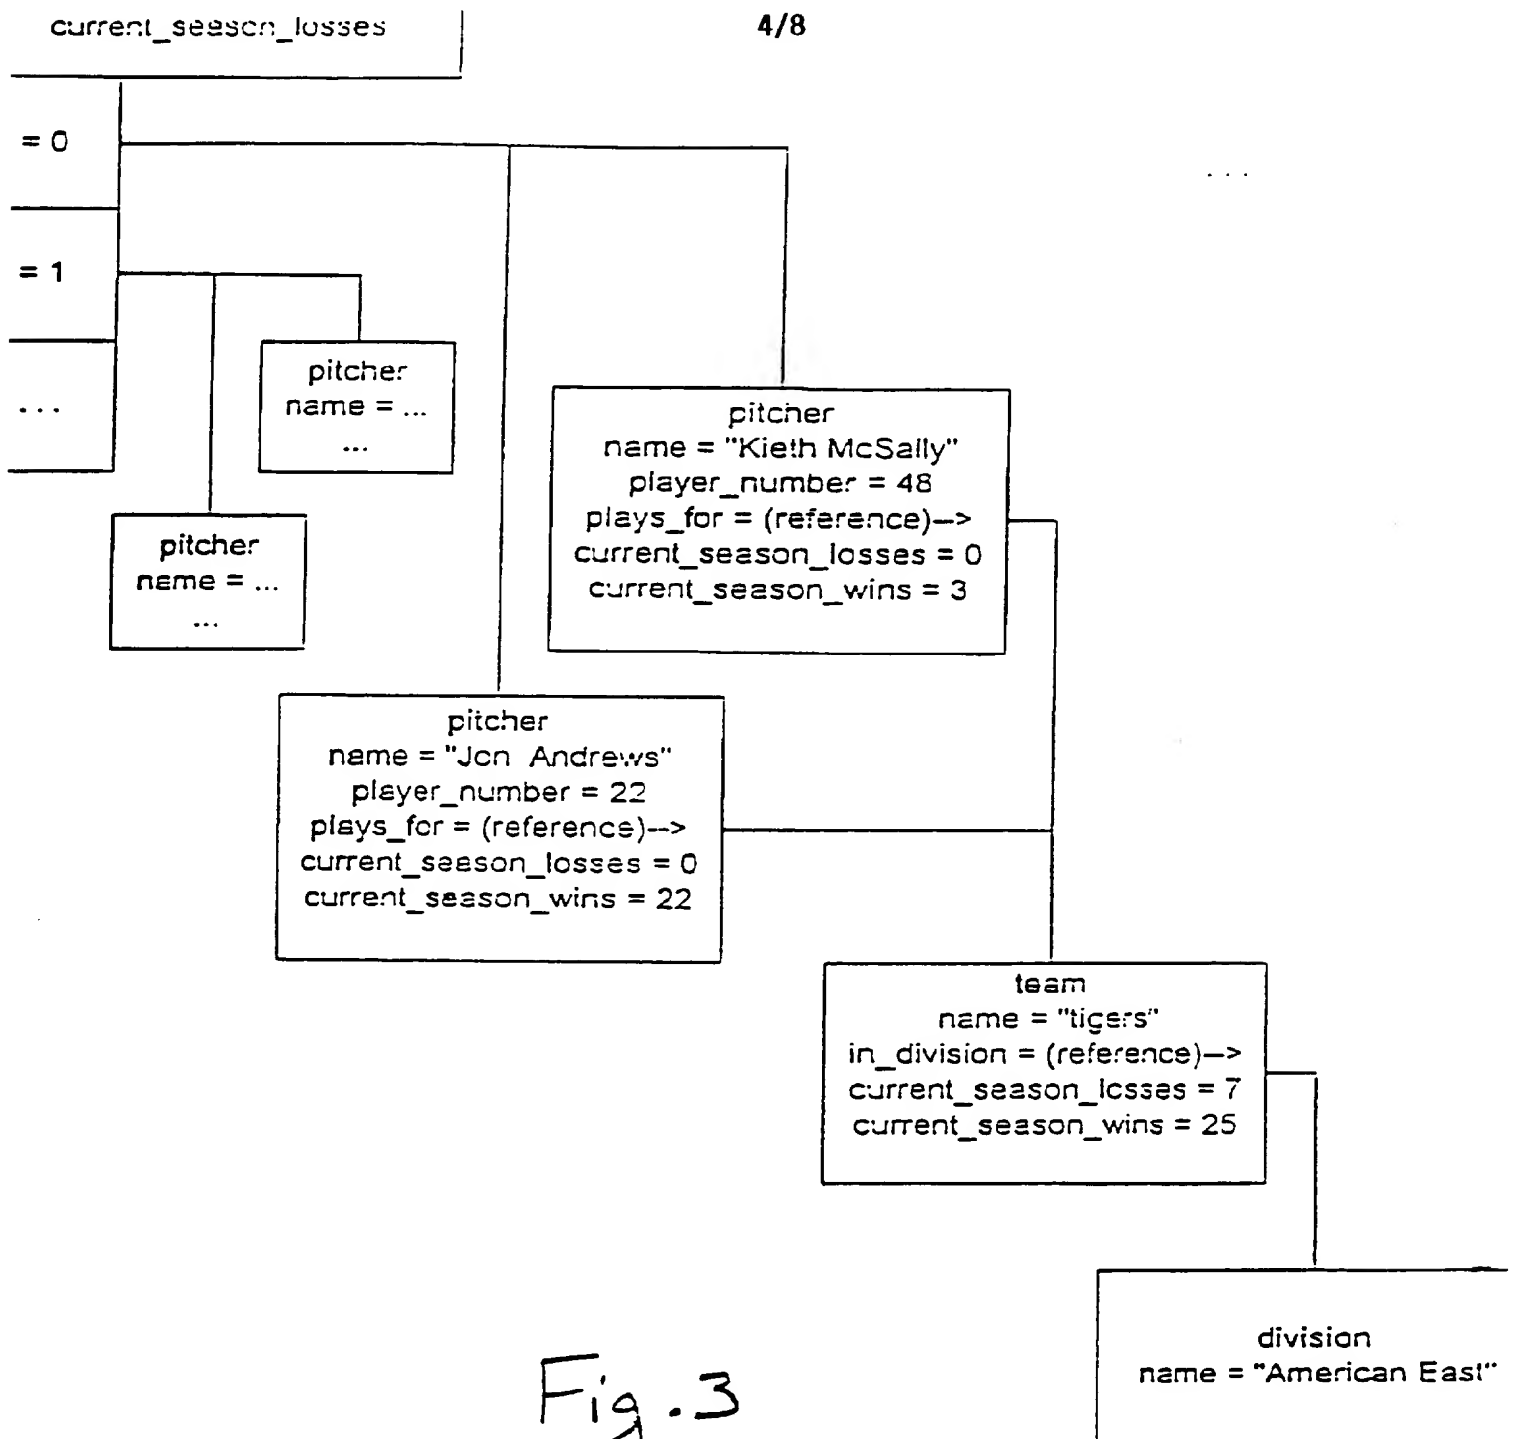 current_season_losses
4/8
= 0
...
= 1
...
pitcher
name = ...
...
pitcher
name = ...
...
pitcher
name = "Kieth McSally"
player_number = 48
plays_for = (reference)-->
current_season_losses = 0
current_season_wins = 3
pitcher
name = "Jon Andrews"
player_number = 22
plays_for = (reference)-->
current_season_losses = 0
current_season_wins = 22
team
name = "tigers"
in_division = (reference)-->
current_season_losses = 7
current_season_wins = 25
division
name = "American East"
Fig. 3